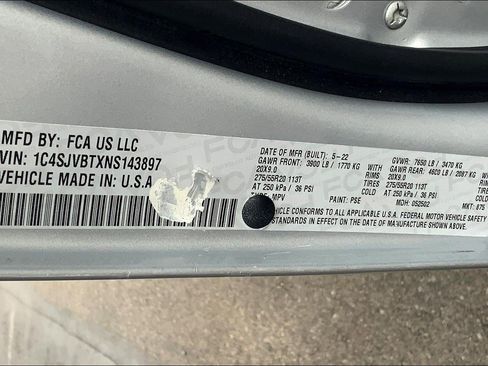 MFD BY: FCA US LLC
VIN: 1C4SJVBTXNS143897
VEHICLE MADE IN: U.S.A
DATE OF MFR (BUILT): 5-22
GVWR: 7650 LB / 3470 KG
GAWR FRONT: 3900 LB / 1770 KG
GAWR REAR: 4600 LB / 2087 KG
20X9.0
RIMS: 20X9.0
275/55R20 113T
TIRES: 275/55R20 113T
AT 250 kPa / 36 PSI
COLD: AT 250 kPa / 36 PSI
MPV
PAINT: PSE
MDH: 052502
MKT: 875
VEHICLE CONFORMS TO ALL APPLICABLE U.S.A. FEDERAL MOTOR VEHICLE SAFETY
STANDARDS IN EFFECT ON THE DATE OF MANUFACTURE SHOWN ABOVE